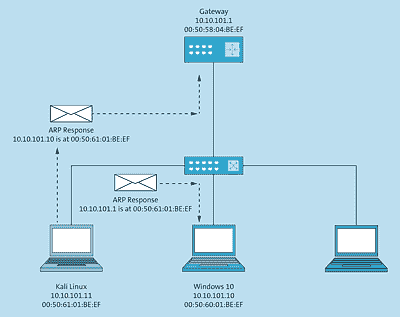 Gateway
10.10.101.1
00:50:58:04:BE:EF
ARP Response
10.10.101.10 is at 00:50:61:01:BE:EF
ARP Response
10.10.101.1 is at 00:50:61:01:BE:EF
Kali Linux
10.10.101.11
00:50:61:01:BE:EF
Windows 10
10.10.101.10
00:50:60:01:BE:EF